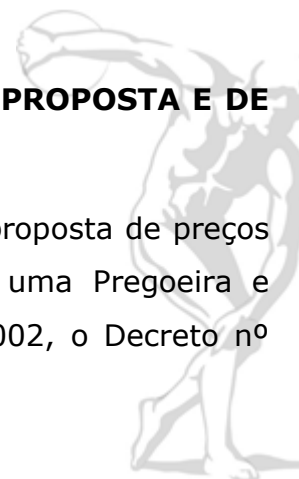 PROPOSTA E DE
proposta de preços
uma Pregoeira e
002, o Decreto nº